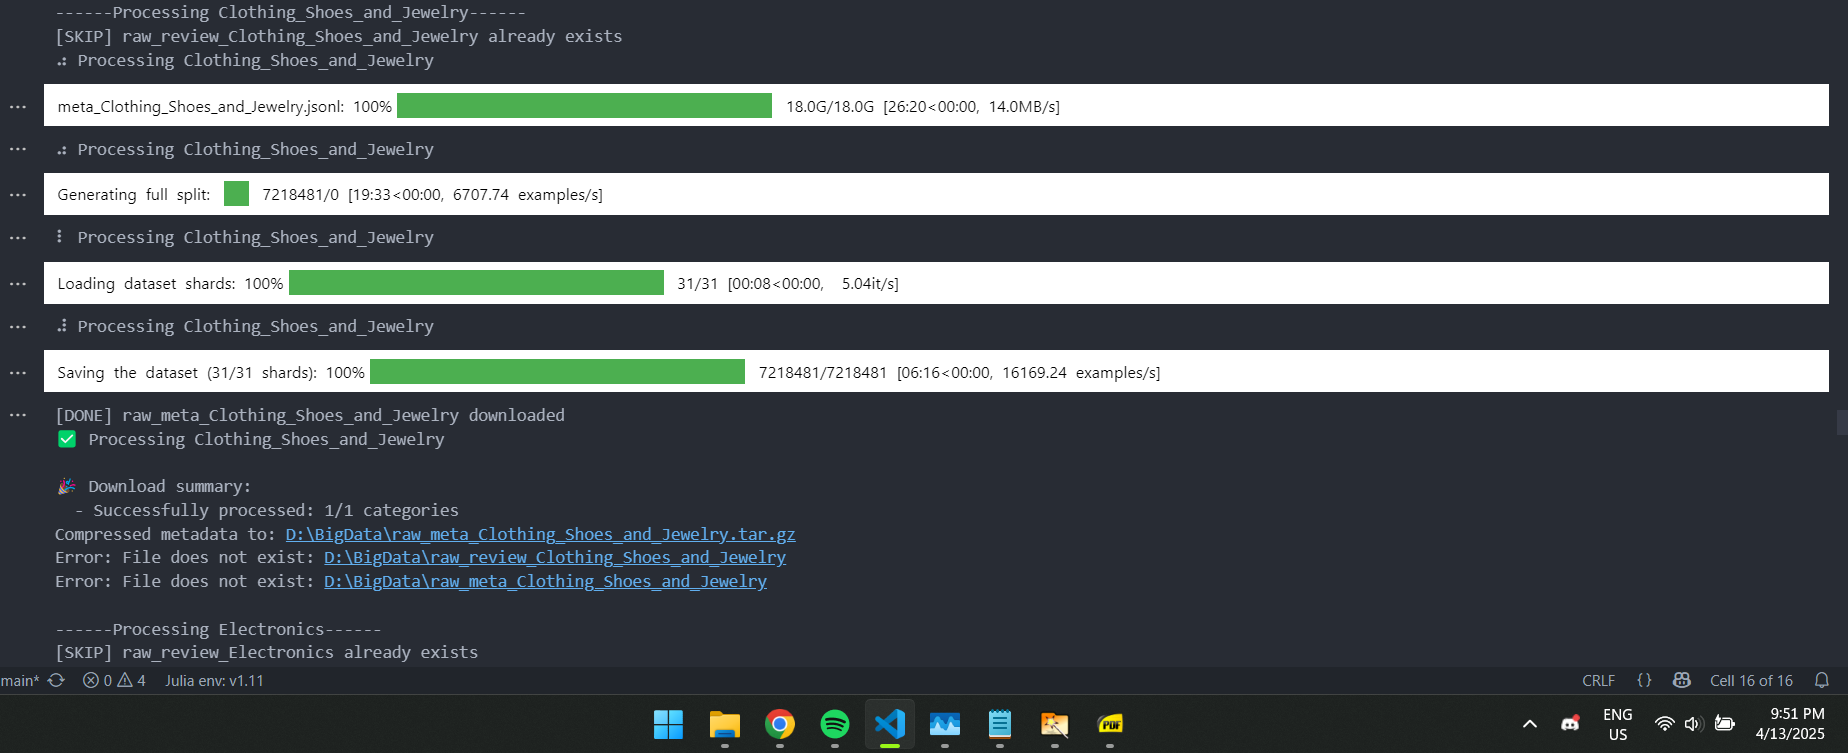 ------Processing Clothing_Shoes_and_Jewelry------
[SKIP] raw_review_Clothing_Shoes_and_Jewelry already exists
Processing Clothing_Shoes_and_Jewelry
meta_Clothing_Shoes_and_Jewelry.jsonl: 100% 18.0G/18.0G [26:20<00:00, 14.0MB/s]
Processing Clothing_Shoes_and_Jewelry
Generating full split: 7218481/0 [19:33<00:00, 6707.74 examples/s]
Processing Clothing_Shoes_and_Jewelry
Loading dataset shards: 100% 31/31 [00:08<00:00, 5.04it/s]
Processing Clothing_Shoes_and_Jewelry
Saving the dataset (31/31 shards): 100% 7218481/7218481 [06:16<00:00, 16169.24 examples/s]
[DONE] raw_meta_Clothing_Shoes_and_Jewelry downloaded
✅ Processing Clothing_Shoes_and_Jewelry
🎉 Download summary:
- Successfully processed: 1/1 categories
Compressed metadata to: D:\BigData\raw_meta_Clothing_Shoes_and_Jewelry.tar.gz
Error: File does not exist: D:\BigData\raw_review_Clothing_Shoes_and_Jewelry
Error: File does not exist: D:\BigData\raw_meta_Clothing_Shoes_and_Jewelry
------Processing Electronics------
[SKIP] raw_review_Electronics already exists
main* 0 4 Julia env: v1.11 CRLF {} Cell 16 of 16
PDF
ENG
US
9:51 PM
4/13/2025